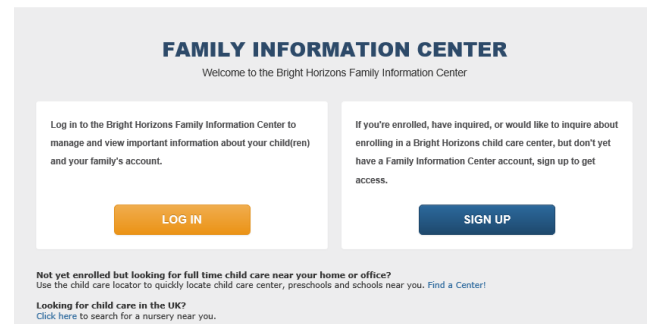 FAMILY INFORMATION CENTER
Welcome to the Bright Horizons Family Information Center
Log in to the Bright Horizons Family Information Center to
manage and view important information about your child(ren)
and your family's account.
LOG IN
If you're enrolled, have inquired, or would like to inquire about
enrolling in a Bright Horizons child care center, but don't yet
have a Family Information Center account, sign up to get
access.
SIGN UP
Not yet enrolled but looking for full time child care near your home or office?
Use the child care locator to quickly locate child care center, preschools and schools near you. Find a Center!
Looking for child care in the UK?
Click here to search for a nursery near you.